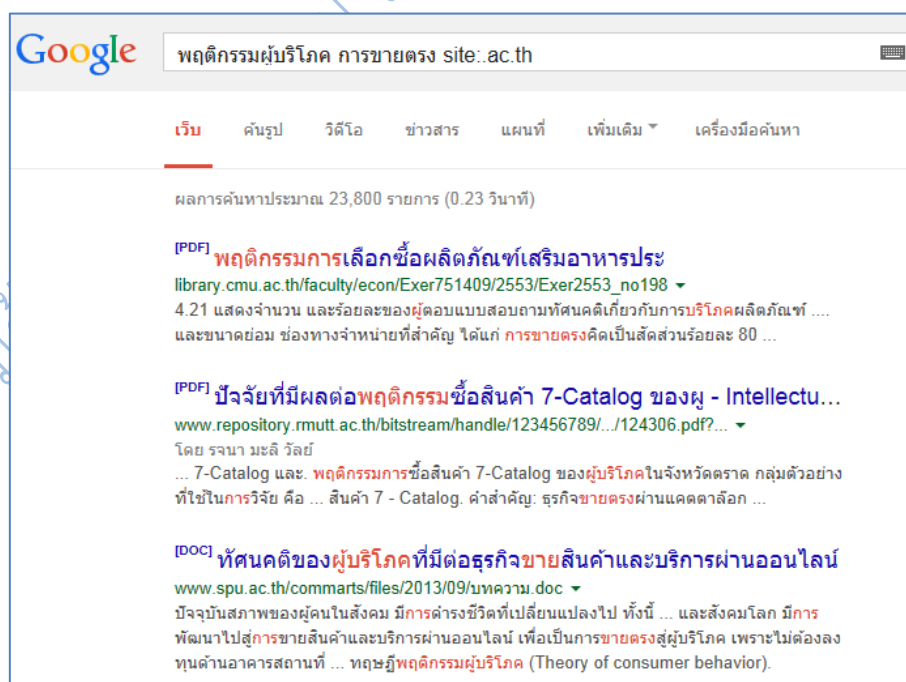 Google
พฤติกรรมผู้บริโภค การขายตรง site:.ac.th
เว็บ ค้นรูป วิดีโอ ข่าวสาร แผนที่ เพิ่มเติม เครื่องมือค้นหา
ผลการค้นหาประมาณ 23,800 รายการ (0.23 วินาที)
[PDF] พฤติกรรมการเลือกซื้อผลิตภัณฑ์เสริมอาหารประ
library.cmu.ac.th/faculty/econ/Exer751409/2553/Exer2553_no198
4.21 แสดงจำนวน และร้อยละของผู้ตอบแบบสอบถามทัศนคติเกี่ยวกับการบริโภคผลิตภัณฑ์ ....
และขนาดย่อม ช่องทางจำหน่ายที่สำคัญ ได้แก่ การขายตรงคิดเป็นสัดส่วนร้อยละ 80 ...
[PDF] ปัจจัยที่มีผลต่อพฤติกรรมซื้อสินค้า 7-Catalog ของผู - Intellectu...
www.repository.rmutt.ac.th/bitstream/handle/123456789/.../124306.pdf?...
โดย รจนา มะลิ วัลย์
... 7-Catalog และ. พฤติกรรมการซื้อสินค้า 7-Catalog ของผู้บริโภคในจังหวัดตราด กลุ่มตัวอย่าง
ที่ใช้ในการวิจัย คือ ... สินค้า 7 - Catalog. คำสำคัญ: ธุรกิจขายตรงผ่านแคตตาล๊อก ...
[DOC] ทัศนคติของผู้บริโภคที่มีต่อธุรกิจขายสินค้าและบริการผ่านออนไลน์
www.spu.ac.th/commarts/files/2013/09/บทความ.doc
ปัจจุบันสภาพของผู้คนในสังคม มีการดำรงชีวิตที่เปลี่ยนแปลงไป ทั้งนี้ ... และสังคมโลก มีการ
พัฒนาไปสู่การขายสินค้าและบริการผ่านออนไลน์ เพื่อเป็นการขายตรงสู่ผู้บริโภค เพราะไม่ต้องลง
ทุนด้านอาคารสถานที่ ... ทฤษฎีพฤติกรรมผู้บริโภค (Theory of consumer behavior).